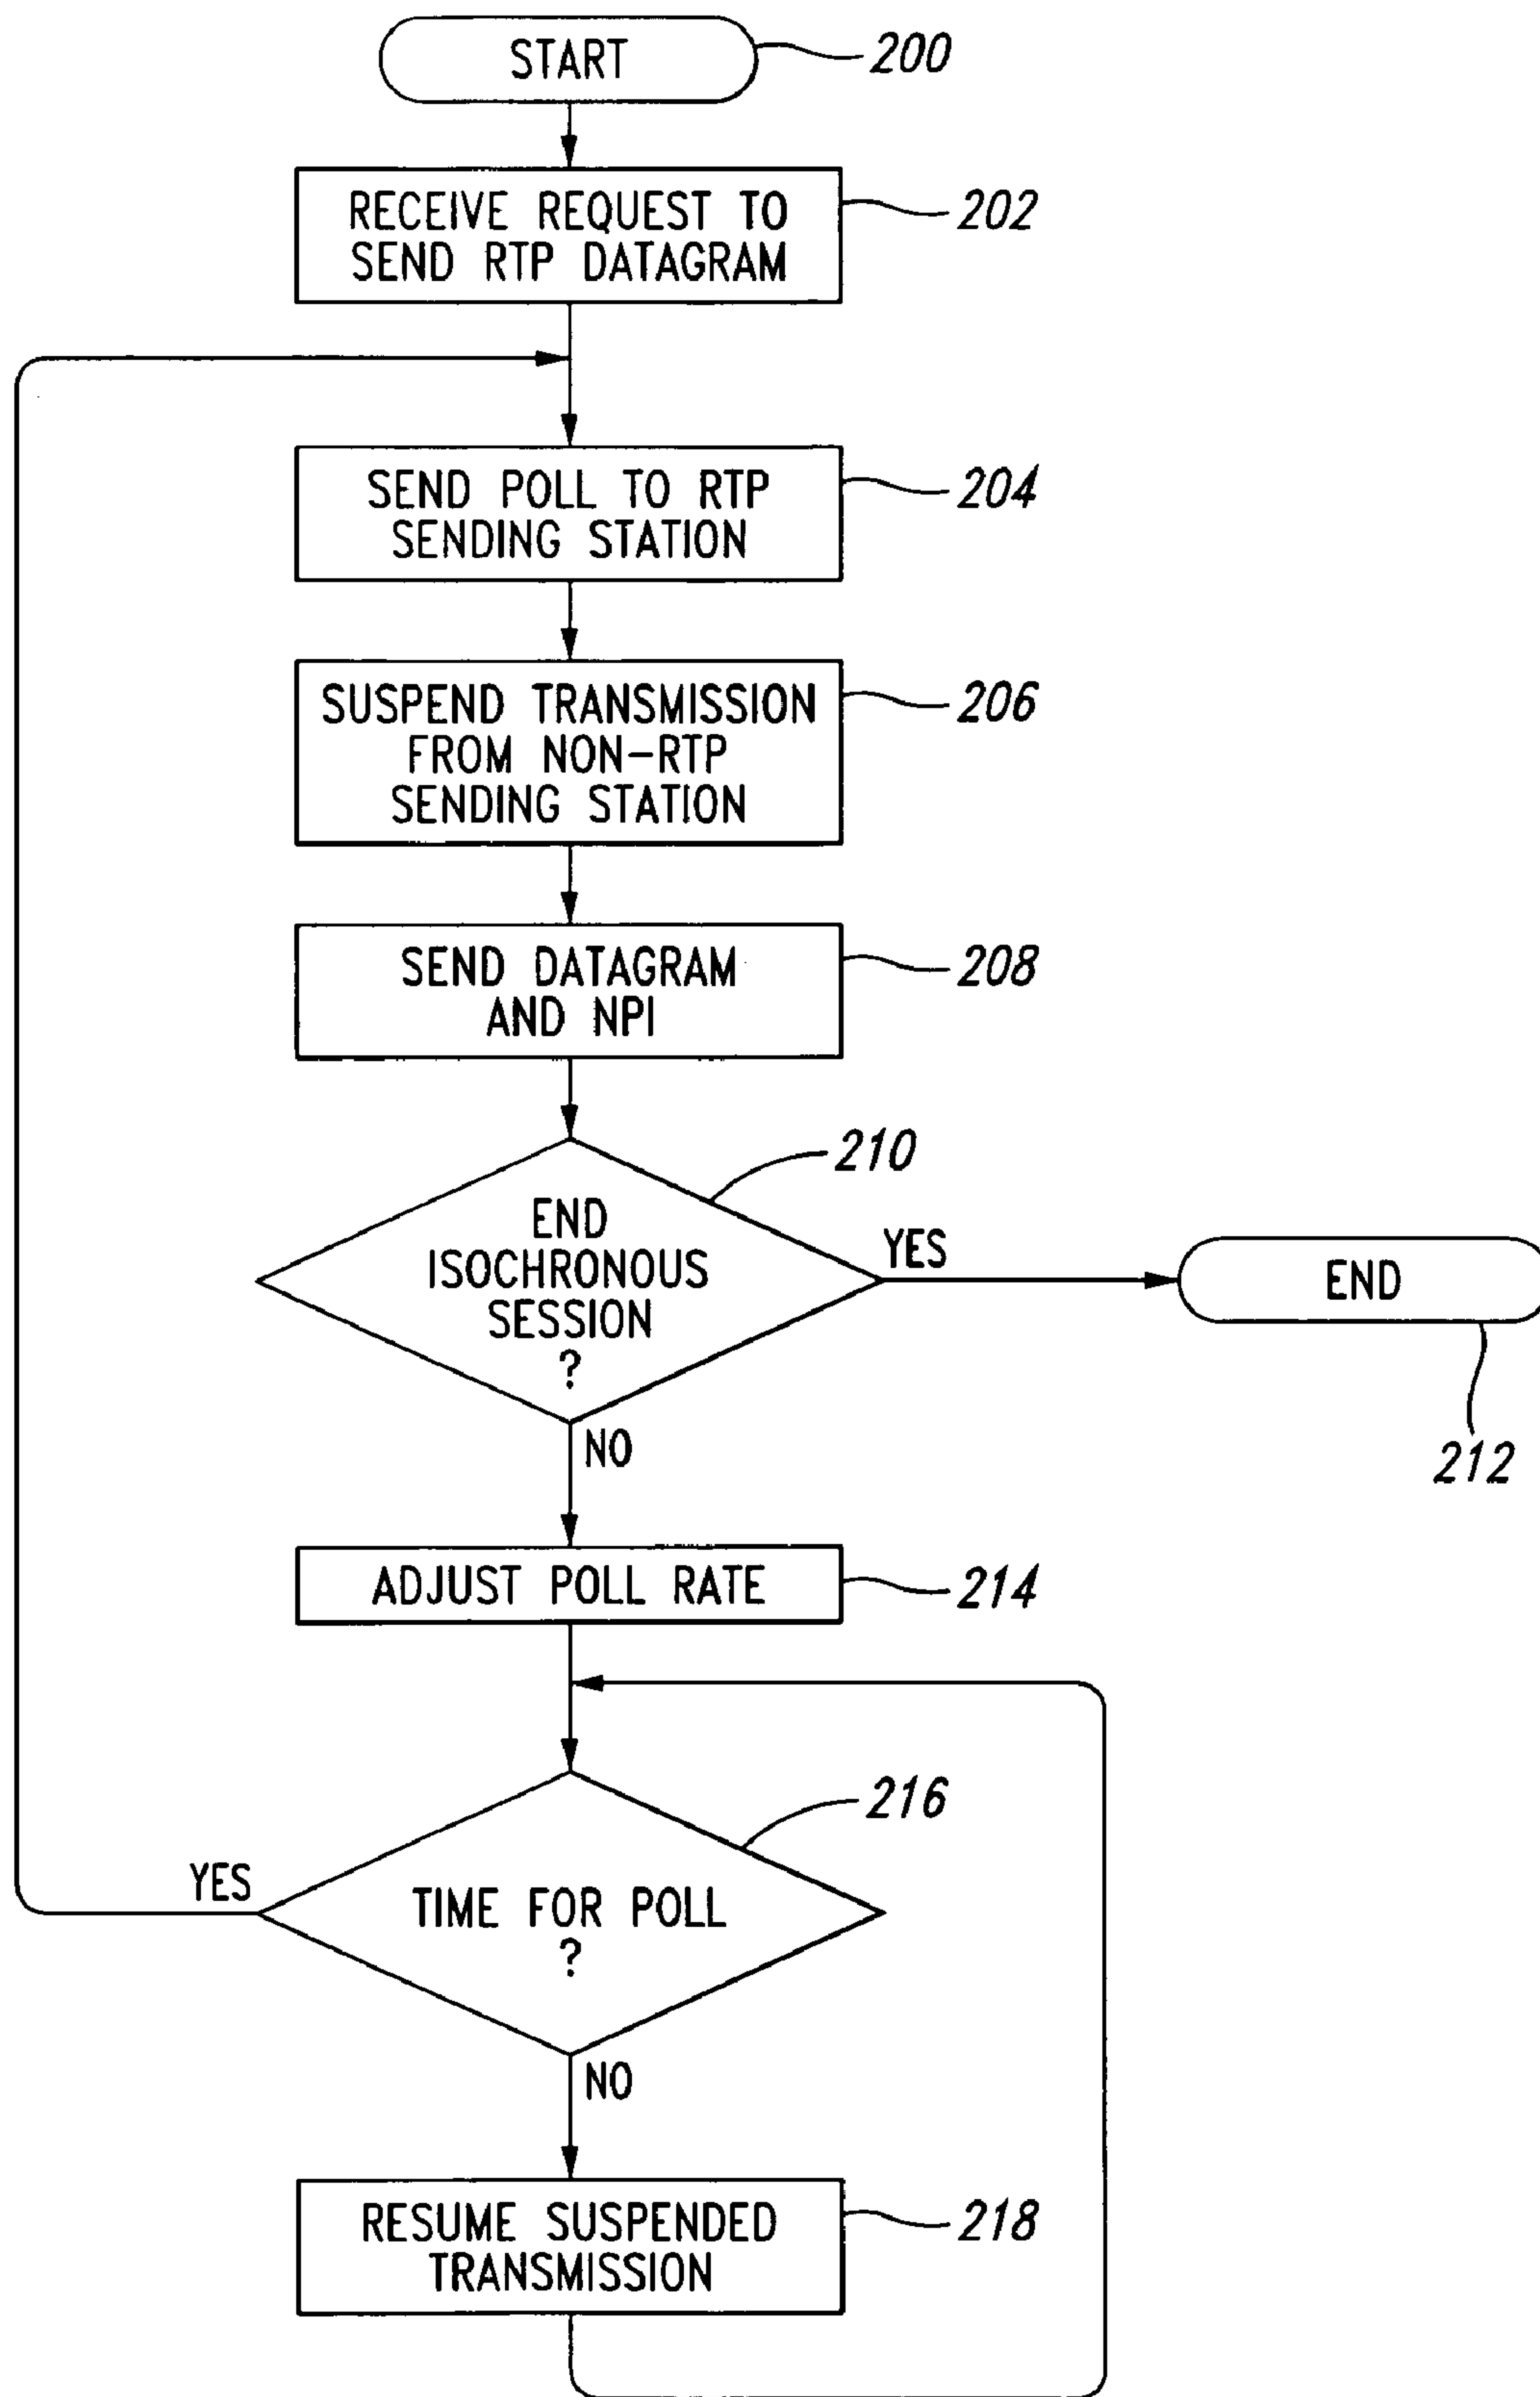 START
200
RECEIVE REQUEST TO
SEND RTP DATAGRAM
202
SEND POLL TO RTP
SENDING STATION
204
SUSPEND TRANSMISSION
FROM NON-RTP
SENDING STATION
206
SEND DATAGRAM
AND NPI
208
END
ISOCHRONOUS
SESSION
?
210
YES
END
212
NO
ADJUST POLL RATE
214
TIME FOR POLL
?
216
YES
NO
RESUME SUSPENDED
TRANSMISSION
218